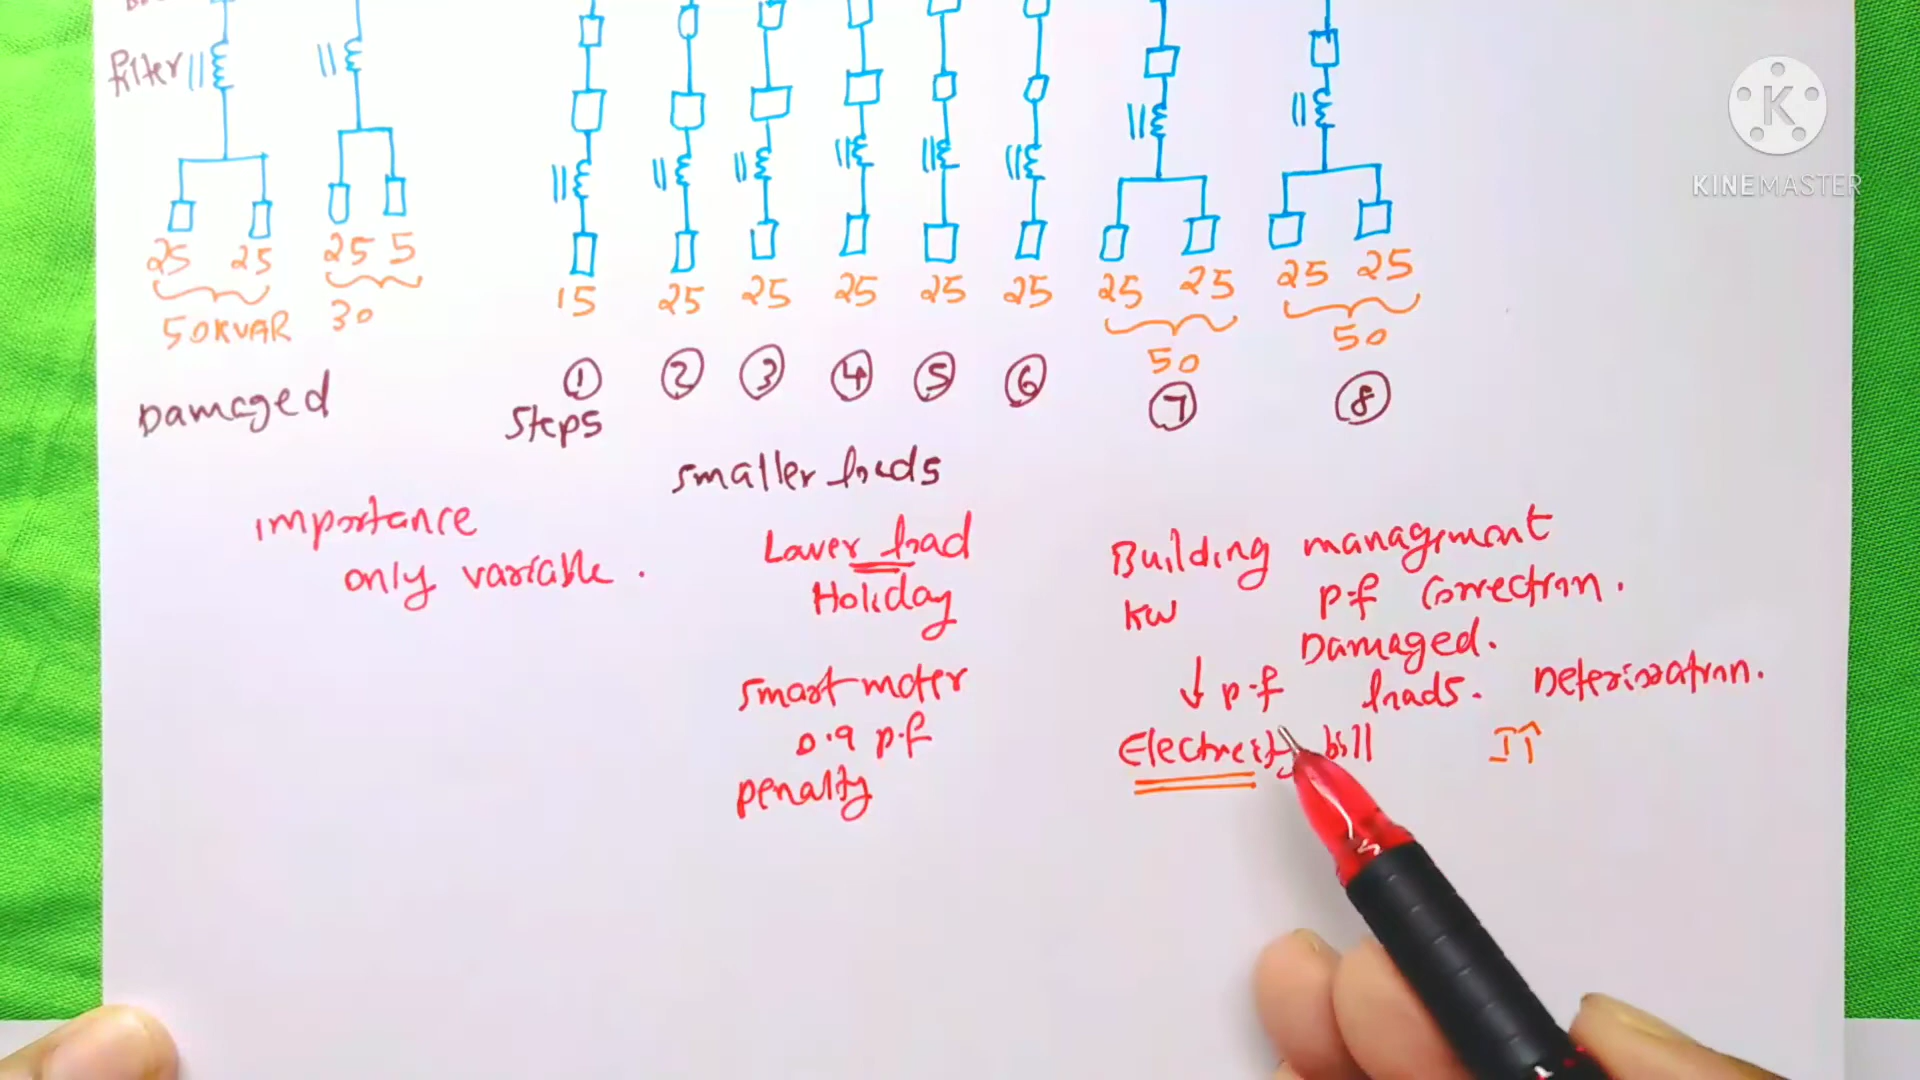 filter
25 25 25 5
50KVAR 30
15 25 25 25 25 25 25 25 25 25
50 50
Damaged
1 2 3 4 5 6 7 8
Steps
smaller loads
importance
only variable.
Lower load
Holiday
Smart meter
0.9 p.f
penalty
Building management
KW p.f Correction.
Damaged.
↓ p.f loads. Deterioration.
Electricity bill I↑
KINEMASTER